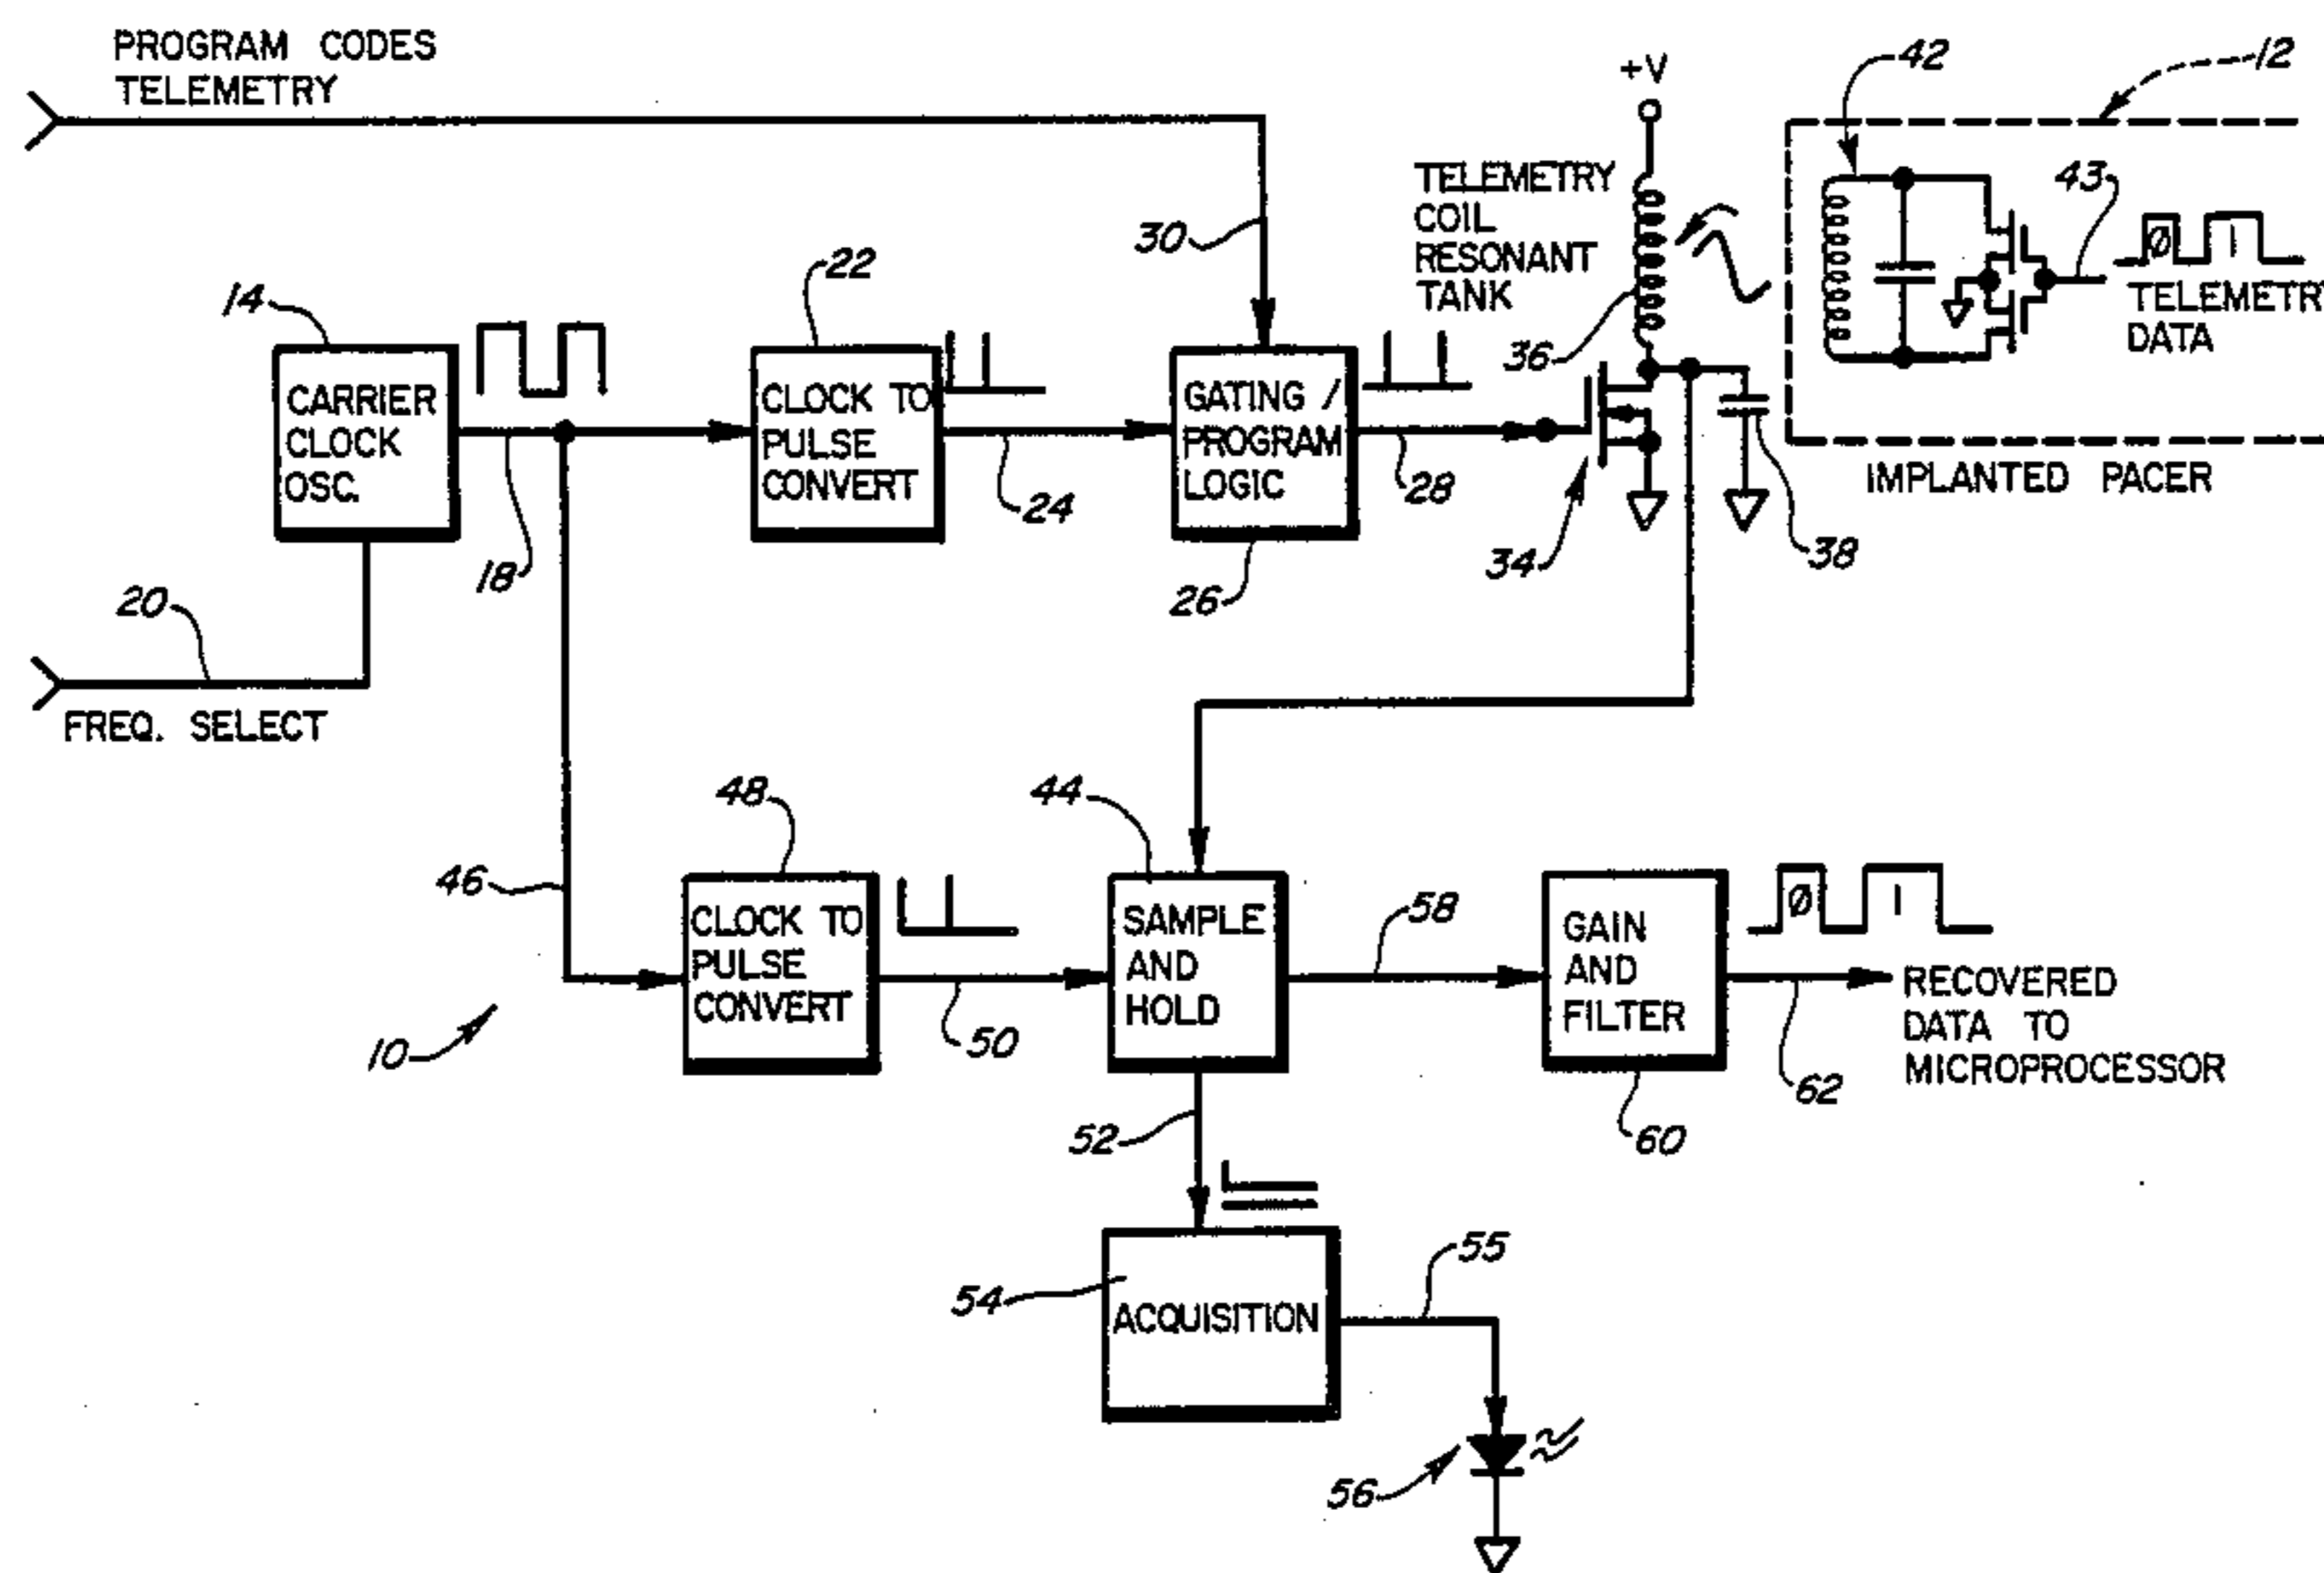 PROGRAM CODES
TELEMETRY
+V
42
12
TELEMETRY
COIL
RESONANT
TANK
43
Ø 1
TELEMETR
DATA
30
22
14
36
CARRIER
CLOCK
OSC.
CLOCK TO
PULSE
CONVERT
GATING /
PROGRAM
LOGIC
IMPLANTED PACER
18
24
28
34
38
20
26
FREQ. SELECT
48
44
46
58
CLOCK TO
PULSE
CONVERT
SAMPLE
AND
HOLD
GAIN
AND
FILTER
Ø 1
RECOVERED
DATA TO
MICROPROCESSOR
10
50
62
52
60
55
54
ACQUISITION
56